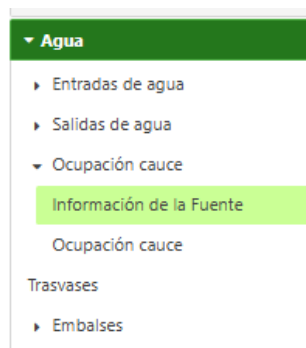 Agua
Entradas de agua
Salidas de agua
Ocupación cauce
Información de la Fuente
Ocupación cauce
Trasvases
Embalses